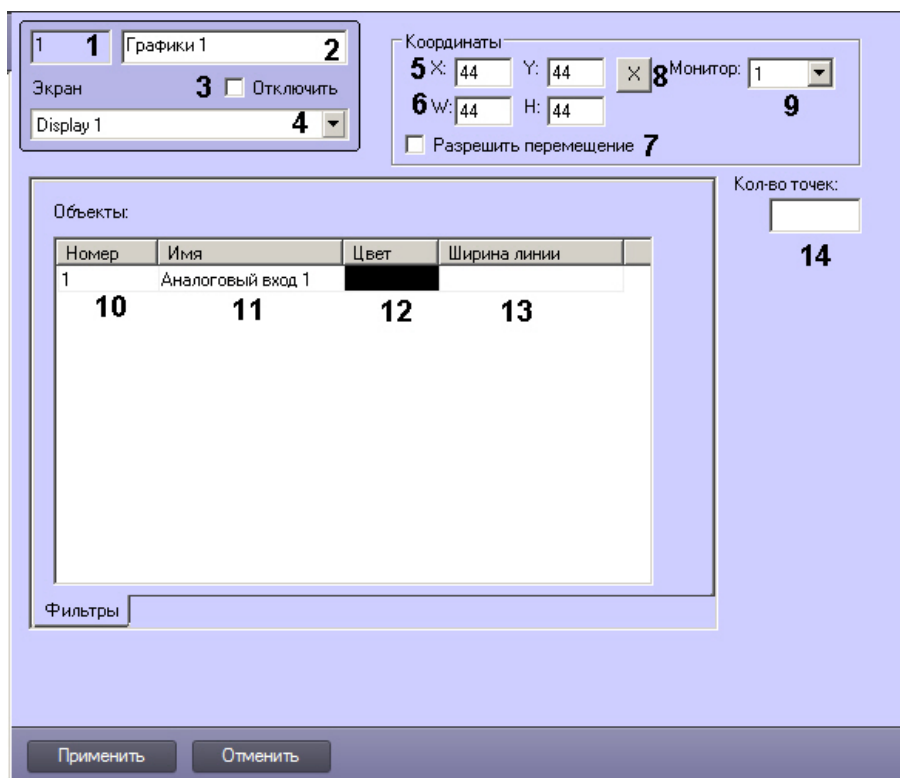 1 1 Графики 1 2
Экран 3 Отключить
Display 1 4
Координаты
5 X: 44 Y: 44 X 8 Монитор: 1
6 W: 44 H: 44 9
Разрешить перемещение 7
Кол-во точек:
14
Объекты:
Номер Имя Цвет Ширина линии
1 Аналоговый вход 1
10 11 12 13
Фильтры
Применить Отменить